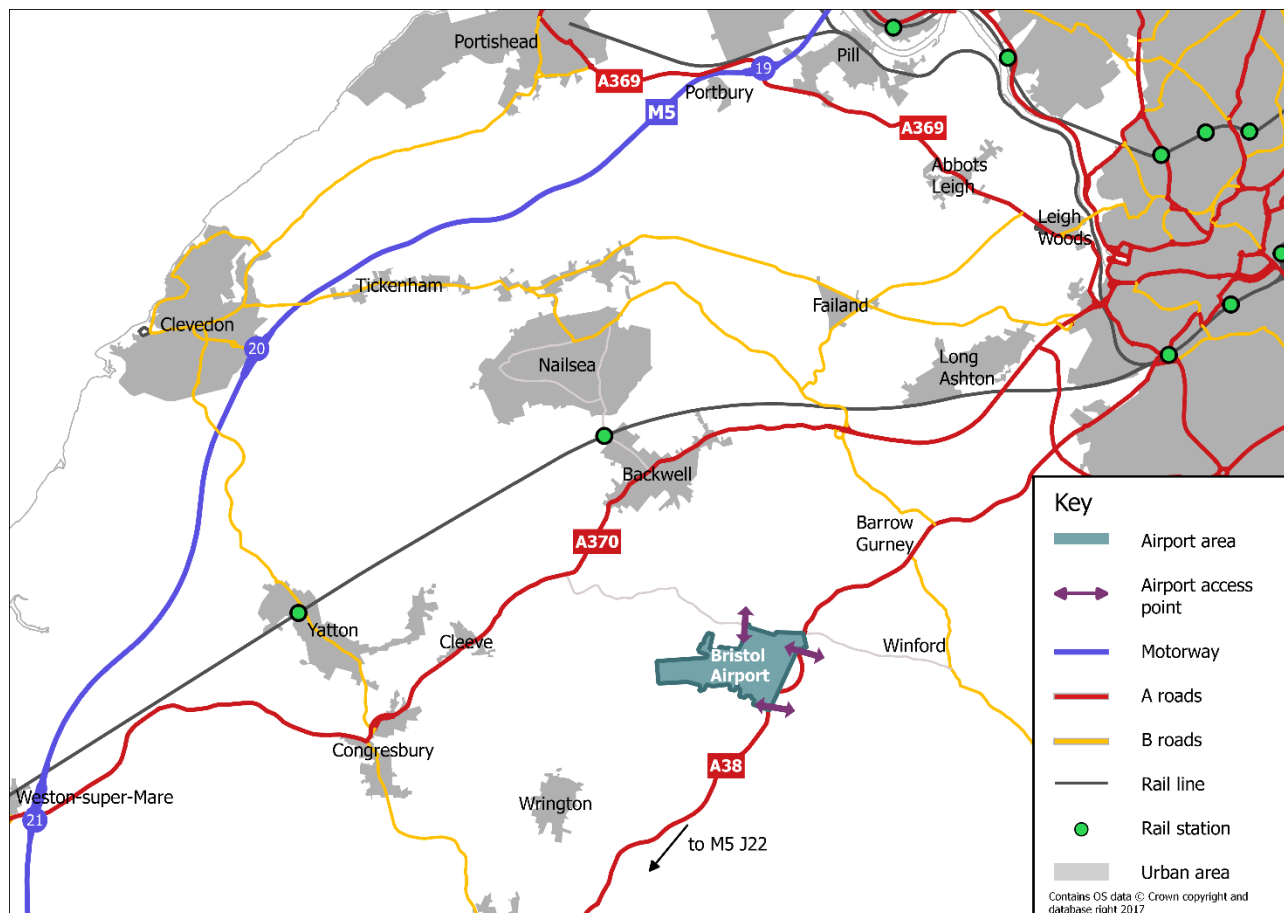 Portishead
A369
19
Pill
Portbury
M5
A369
Abbots
Leigh
Leigh
Woods
Tickenham
Clevedon
Failand
20
Nailsea
Long
Ashton
Backwell
A370
Barrow
Gurney
Yatton
Cleeve
Winford
Bristol
Airport
Congresbury
A38
Weston-super-Mare
Wrington
21
to M5 J22
Key
Airport area
Airport access
point
Motorway
A roads
B roads
Rail line
Rail station
Urban area
Contains OS data © Crown copyright and
database right 2017